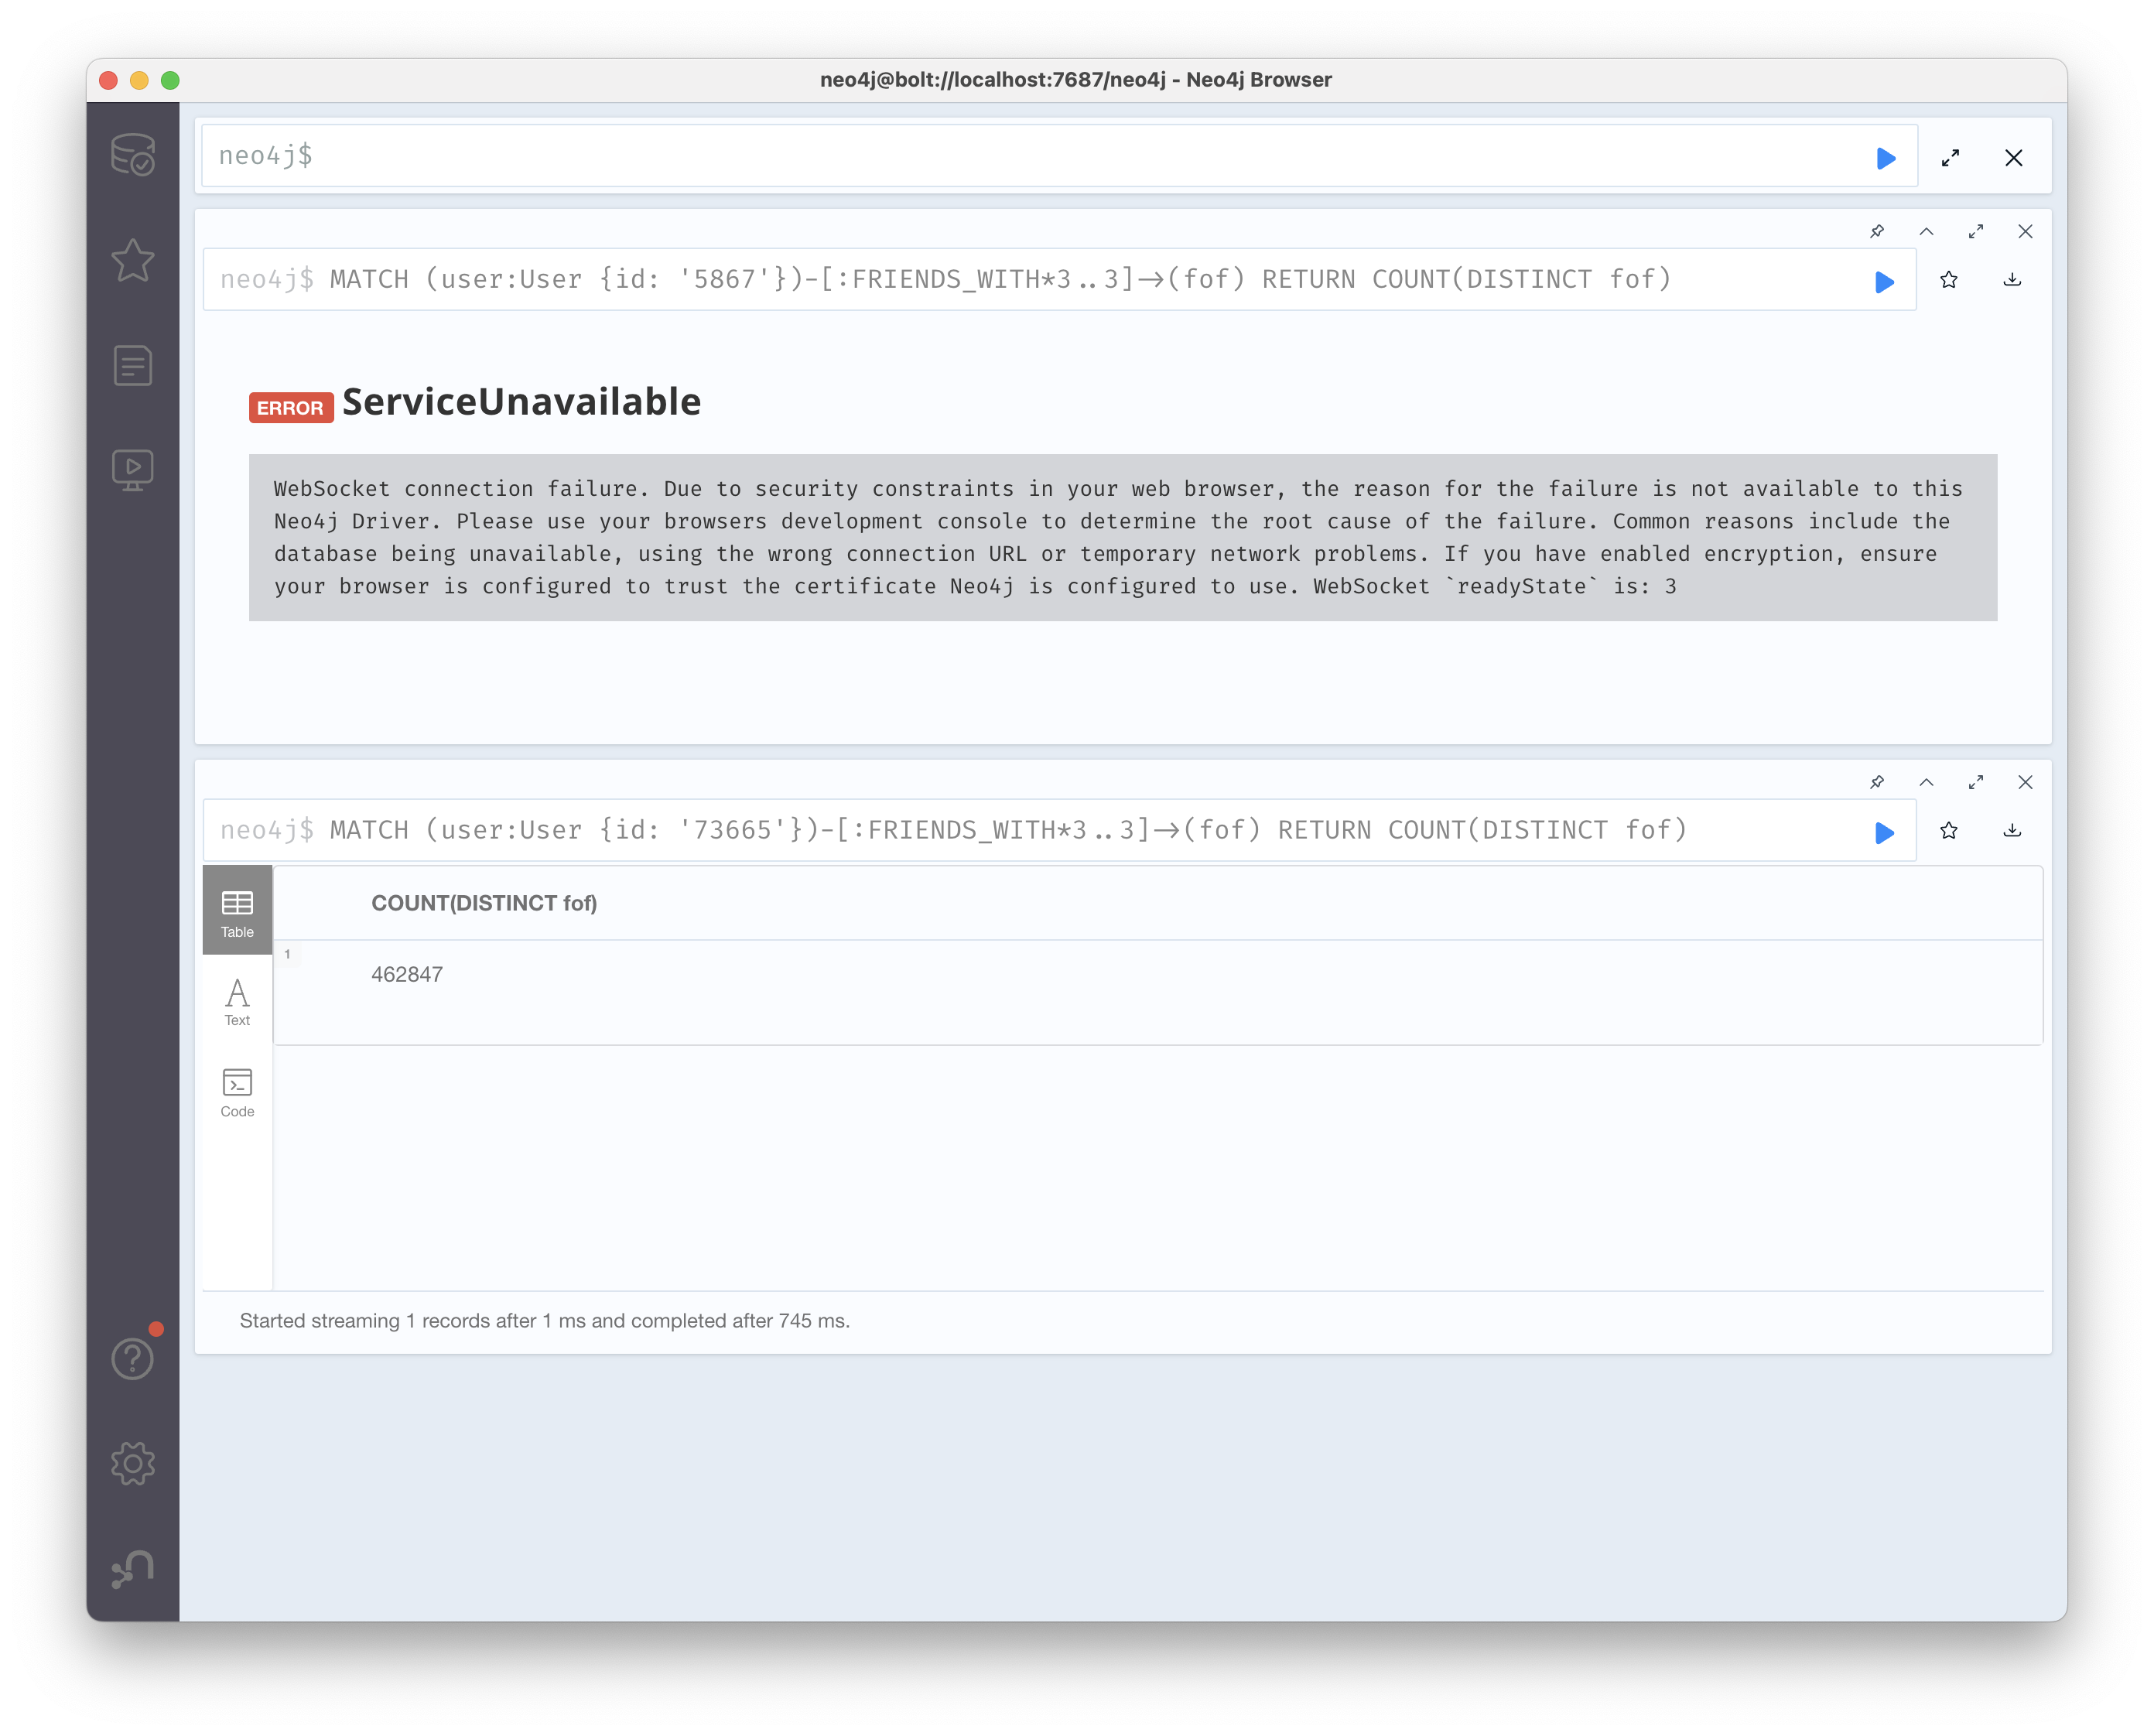 neo4j@bolt://localhost:7687/neo4j - Neo4j Browser
neo4j$
neo4j$ MATCH (user:User {id: '5867'})-[:FRIENDS_WITH*3..3]->(fof) RETURN COUNT(DISTINCT fof)
ERROR ServiceUnavailable
WebSocket connection failure. Due to security constraints in your web browser, the reason for the failure is not available to this
Neo4j Driver. Please use your browsers development console to determine the root cause of the failure. Common reasons include the
database being unavailable, using the wrong connection URL or temporary network problems. If you have enabled encryption, ensure
your browser is configured to trust the certificate Neo4j is configured to use. WebSocket `readyState` is: 3
neo4j$ MATCH (user:User {id: '73665'})-[:FRIENDS_WITH*3..3]->(fof) RETURN COUNT(DISTINCT fof)
Table
COUNT(DISTINCT fof)
1
462847
Text
Code
Started streaming 1 records after 1 ms and completed after 745 ms.